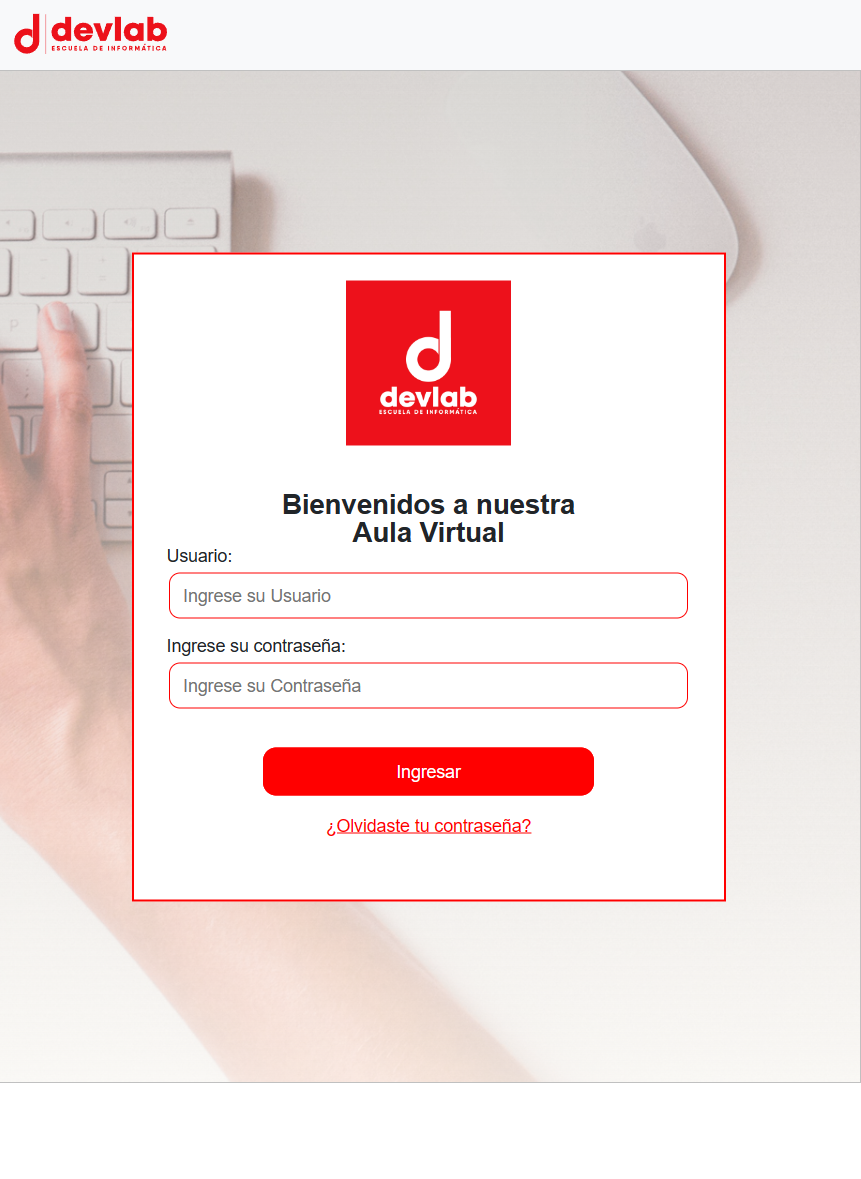 devlab
ESCUELA DE INFORMÁTICA
P
devlab
ESCUELA DE INFORMÁTICA
Bienvenidos a nuestra
Aula Virtual
Usuario:
Ingrese su Usuario
Ingrese su contraseña:
Ingrese su Contraseña
Ingresar
¿Olvidaste tu contraseña?